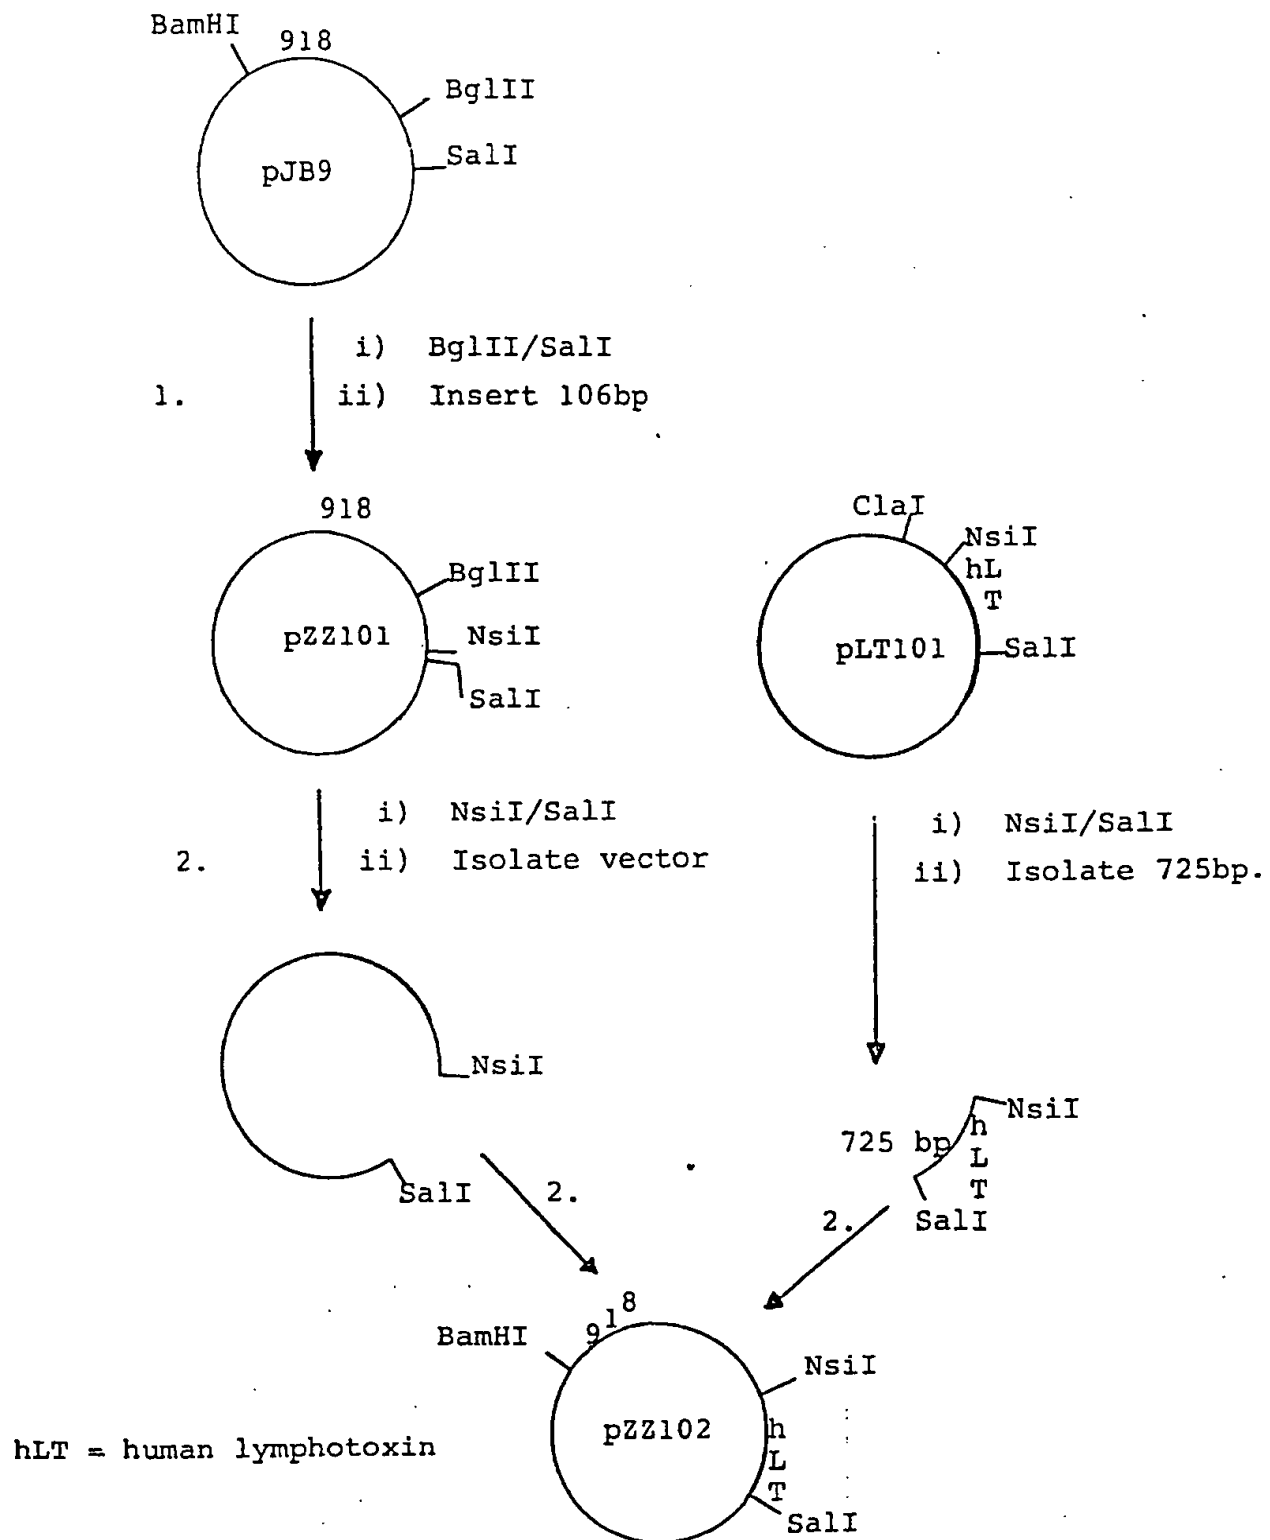 BamHI
918
BglII
SalI
pJB9
1.
i) BglII/SalI
ii) Insert 106bp
918
BglII
pZZ101
NsiI
SalI
ClaI
NsiI
hL
T
pLT101
SalI
2.
i) NsiI/SalI
ii) Isolate vector
i) NsiI/SalI
ii) Isolate 725bp.
NsiI
SalI
NsiI
725 bp
h
L
T
SalI
2.
2.
BamHI
918
NsiI
pZZ102
h
L
T
SalI
hLT = human lymphotoxin